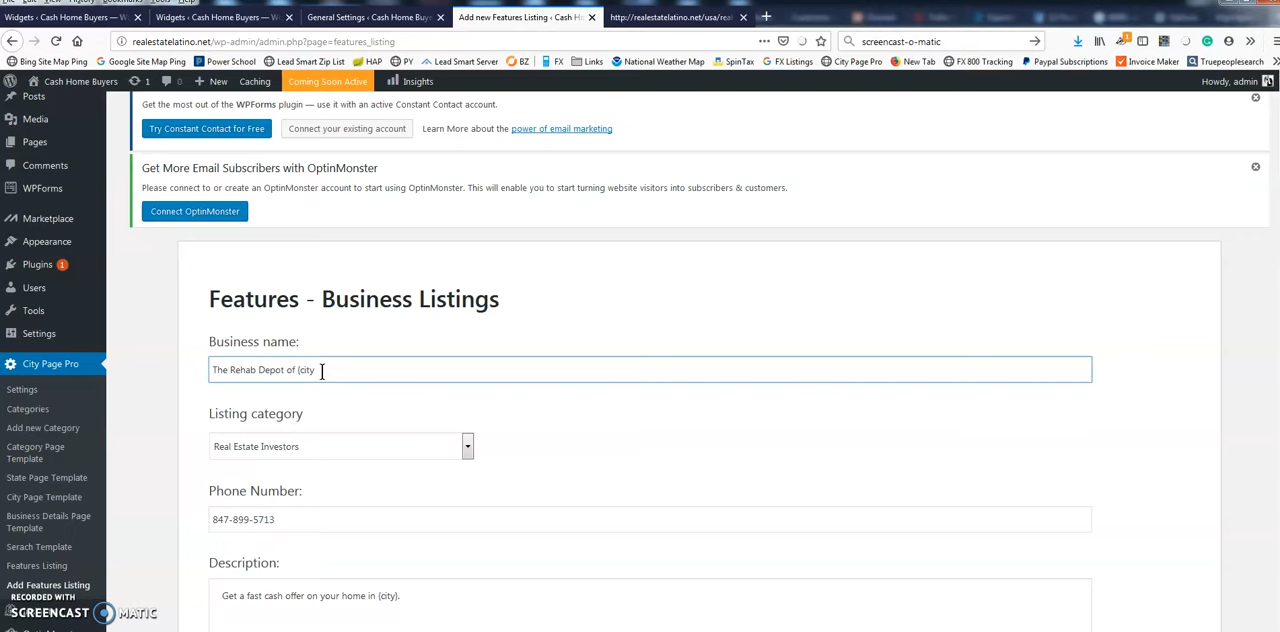 Widgets ‹ Cash Home Buyers — W
Widgets ‹ Cash Home Buyers — W
General Settings ‹ Cash Home Buy
Add new Features Listing ‹ Cash H
http://realestatelatino.net/usa/real
realestatelatino.net/wp-admin/admin.php?page=features_listing
screencast-o-matic
Bing Site Map Ping
Google Site Map Ping
Power School
Lead Smart Zip List
HAP
PY
Lead Smart Server
BZ
FX
Links
National Weather Map
SpinTax
FX Listings
City Page Pro
New Tab
FX 800 Tracking
Paypal Subscriptions
Invoice Maker
Truepeoplesearch
Cash Home Buyers
1
0
New
Caching
Coming Soon Active
Insights
Howdy, admin
Posts
Media
Pages
Comments
WPForms
Marketplace
Appearance
Plugins 1
Users
Tools
Settings
City Page Pro
Settings
Categories
Add new Category
Category Page
Template
State Page Template
City Page Template
Business Details Page
Template
Serach Template
Features Listing
Add Features Listing
RECORDED WITH
SCREENCAST MATIC
Get the most out of the WPForms plugin — use it with an active Constant Contact account.
Try Constant Contact for Free
Connect your existing account
Learn More about the power of email marketing
Get More Email Subscribers with OptinMonster
Please connect to or create an OptinMonster account to start using OptinMonster. This will enable you to start turning website visitors into subscribers & customers.
Connect OptinMonster
Features - Business Listings
Business name:
The Rehab Depot of (city
Listing category
Real Estate Investors
Phone Number:
847-899-5713
Description:
Get a fast cash offer on your home in (city).